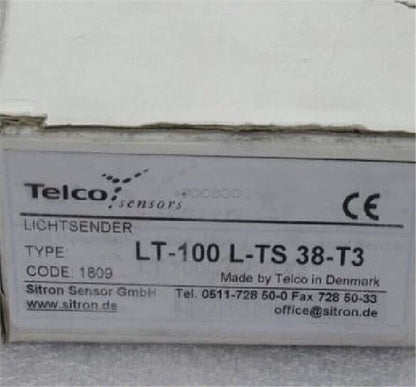 Telco sensors
CE
LICHTSENDER
TYPE: LT-100 L-TS 38-T3
CODE: 1809 Made by Telco in Denmark
Sitron Sensor GmbH Tel. 0511-728 50-0 Fax 728 50-33
www.sitron.de office@sitron.de